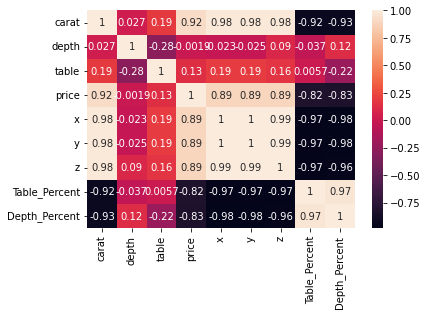 carat 1 0.027 0.19 0.92 0.98 0.98 0.98 -0.92 -0.93
depth 0.027 1 -0.28 -0.0019 -0.023 -0.025 0.09 -0.037 0.12
table 0.19 -0.28 1 0.13 0.19 0.19 0.16 0.0057 -0.22
price 0.92 -0.0019 0.13 1 0.89 0.89 0.89 -0.82 -0.83
x 0.98 -0.023 0.19 0.89 1 1 0.99 -0.97 -0.98
y 0.98 -0.025 0.19 0.89 1 1 0.99 -0.97 -0.98
z 0.98 0.09 0.16 0.89 0.99 0.99 1 -0.97 -0.96
Table_Percent -0.92 -0.037 0.0057 -0.82 -0.97 -0.97 -0.97 1 0.97
Depth_Percent -0.93 0.12 -0.22 -0.83 -0.98 -0.98 -0.96 0.97 1
carat depth table price x y z Table_Percent Depth_Percent
1.00
0.75
0.50
0.25
0.00
-0.25
-0.50
-0.75